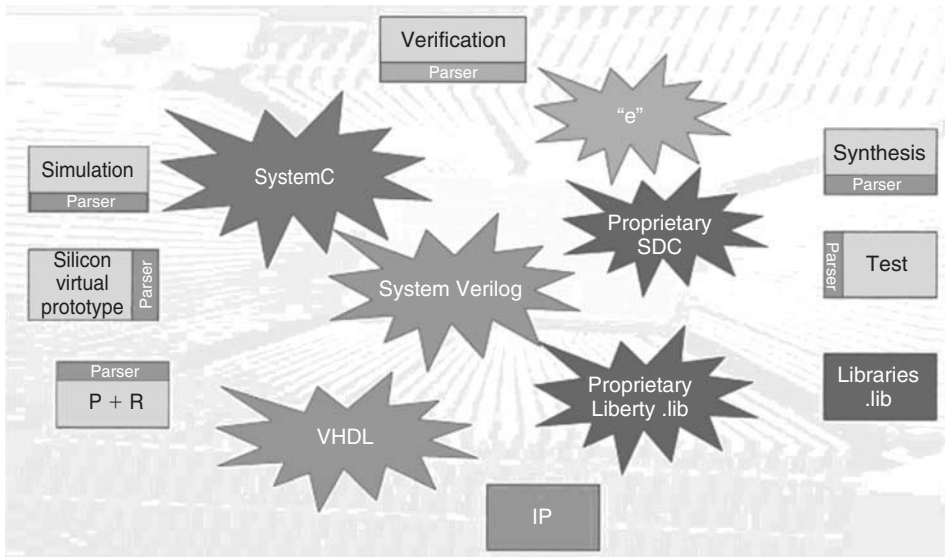 Verification
Parser
“e”
Simulation
Parser
SystemC
Synthesis
Parser
Proprietary
SDC
Silicon
virtual
prototype
Parser
System Verilog
Parser
Test
Parser
P + R
VHDL
Proprietary
Liberty .lib
Libraries
.lib
IP